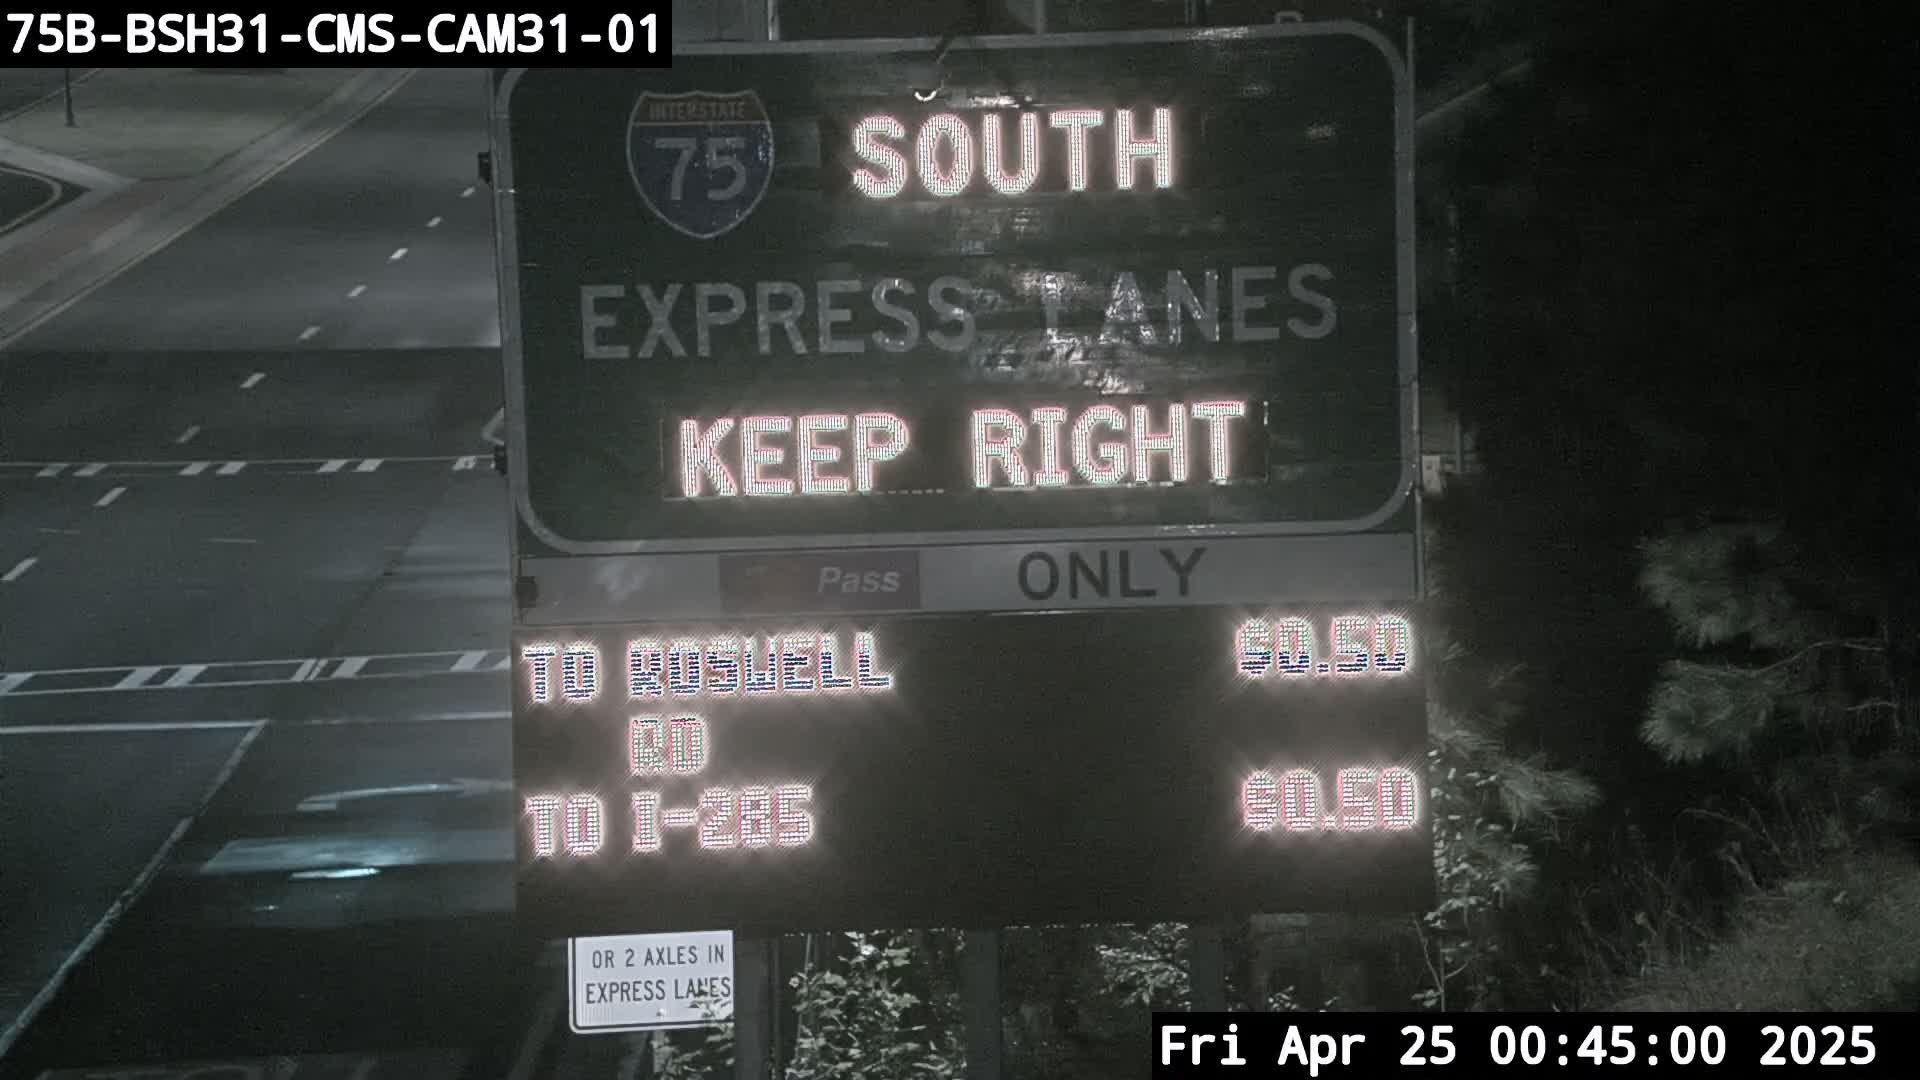 75B-BSH31-CMS-CAM31-01
INTERSTATE
75
SOUTH
EXPRESS LANES
KEEP RIGHT
Pass ONLY
TO ROSWELL $0.50
RD
TO I-285 $0.50
OR 2 AXLES IN
EXPRESS LANES
Fri Apr 25 00:45:00 2025